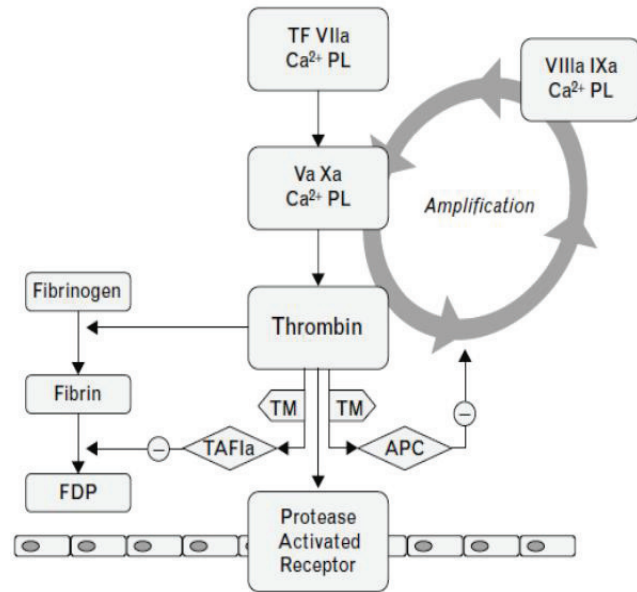 TF VIIa
Ca²⁺ PL
VIIIa IXa
Ca²⁺ PL
Va Xa
Ca²⁺ PL
Amplification
Fibrinogen
Thrombin
Fibrin
TM
TM
−
TAFIa
APC
−
FDP
Protease
Activated
Receptor